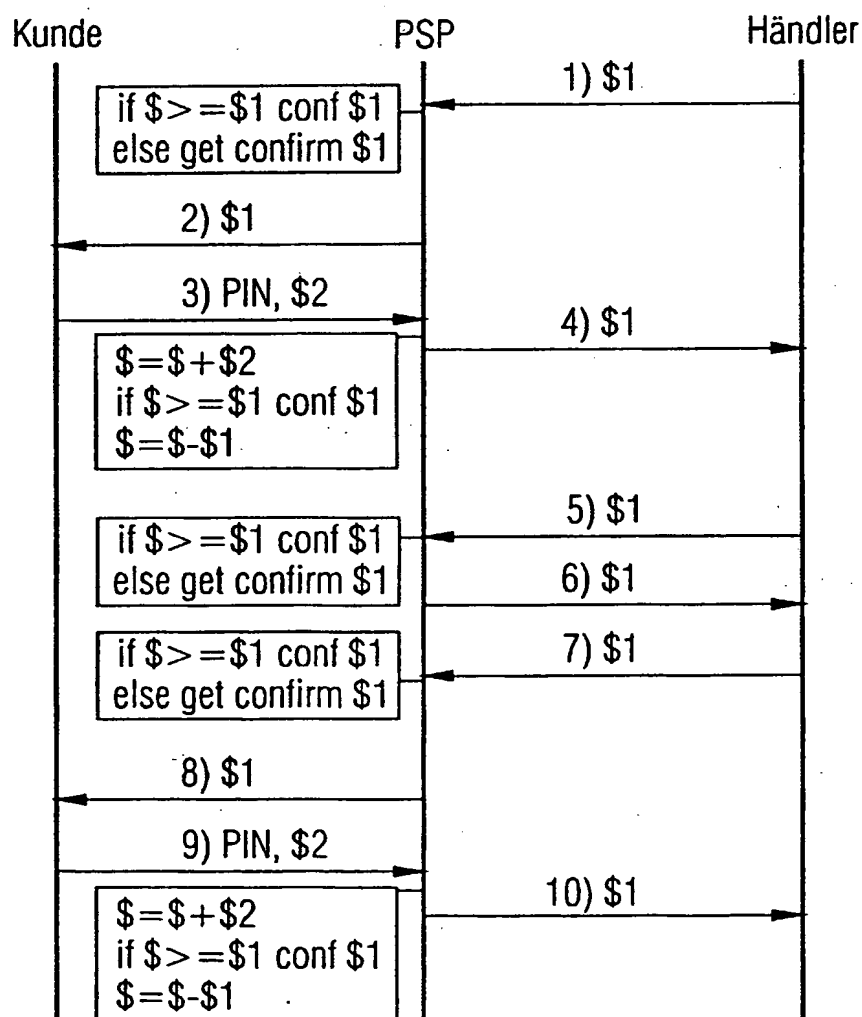 Kunde PSP Händler
1) $1
if $>=$1 conf $1
else get confirm $1
2) $1
3) PIN, $2
4) $1
$=$+$2
if $>=$1 conf $1
$=$-$1
5) $1
if $>=$1 conf $1
else get confirm $1
6) $1
7) $1
if $>=$1 conf $1
else get confirm $1
8) $1
9) PIN, $2
10) $1
$=$+$2
if $>=$1 conf $1
$=$-$1